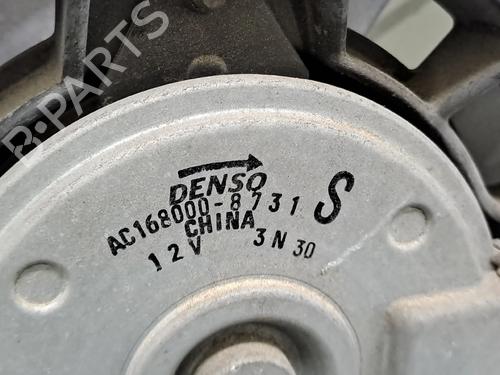 B-PARTS
DENSO
AC168000-8731 S
CHINA
12V 3N30